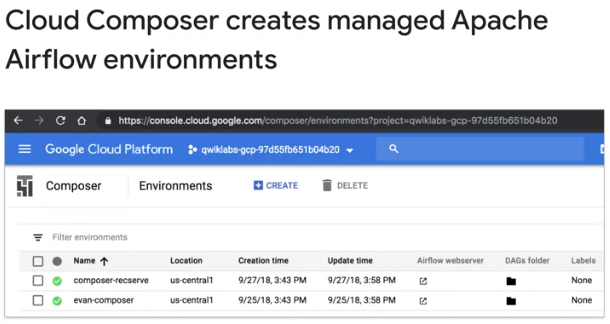 Cloud Composer creates managed Apache
Airflow environments
https://console.cloud.google.com/composer/environments?project=qwiklabs-gcp-97d55fb651b04b20
Google Cloud Platform qwiklabs-gcp-97d55fb651b04b20
Composer Environments CREATE DELETE
Filter environments
Name Location Creation time Update time Airflow webserver DAGs folder Labels
composer-recserve us-central1 9/27/18, 3:43 PM 9/27/18, 3:58 PM None
evan-composer us-central1 9/25/18, 3:43 PM 9/25/18, 3:58 PM None